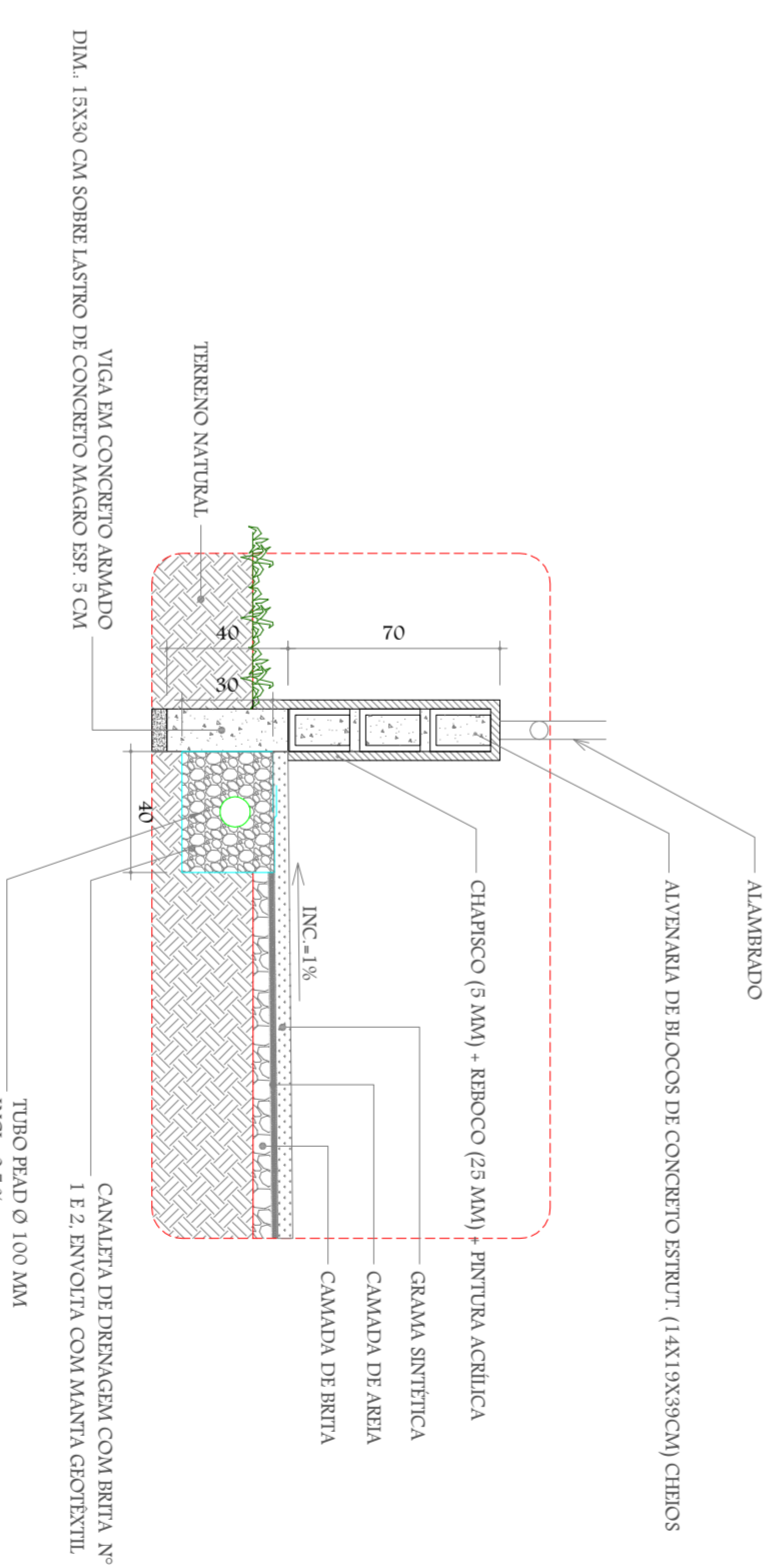 ALAMBRADO
ALVENARIA DE BLOCOS DE CONCRETO ESTRUT. (14X19X39CM) CHEIOS
CHAPISCO (5 MM) + REBOCO (25 MM) + PINTURA ACRÍLICA
GRAMA SINTÉTICA
CAMADA DE AREIA
CAMADA DE BRITA
INC.=1%
70
40
30
40
TERRENO NATURAL
VIGA EM CONCRETO ARMADO
DIM.: 15X30 CM SOBRE LASTRO DE CONCRETO MAGRO ESP. 5 CM
CANALETA DE DRENAGEM COM BRITA N°
1 E 2, ENVOLTA COM MANTA GEOTÊXTIL
TUBO PEAD Ø 100 MM